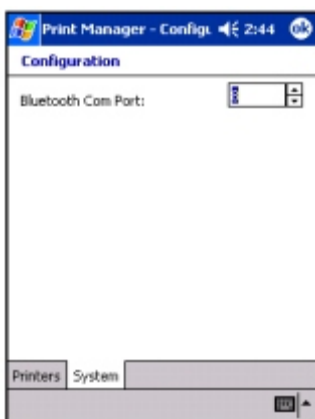 Print Manager - Configu 2:44 ok
Configuration
Bluetooth Com Port:
Printers System